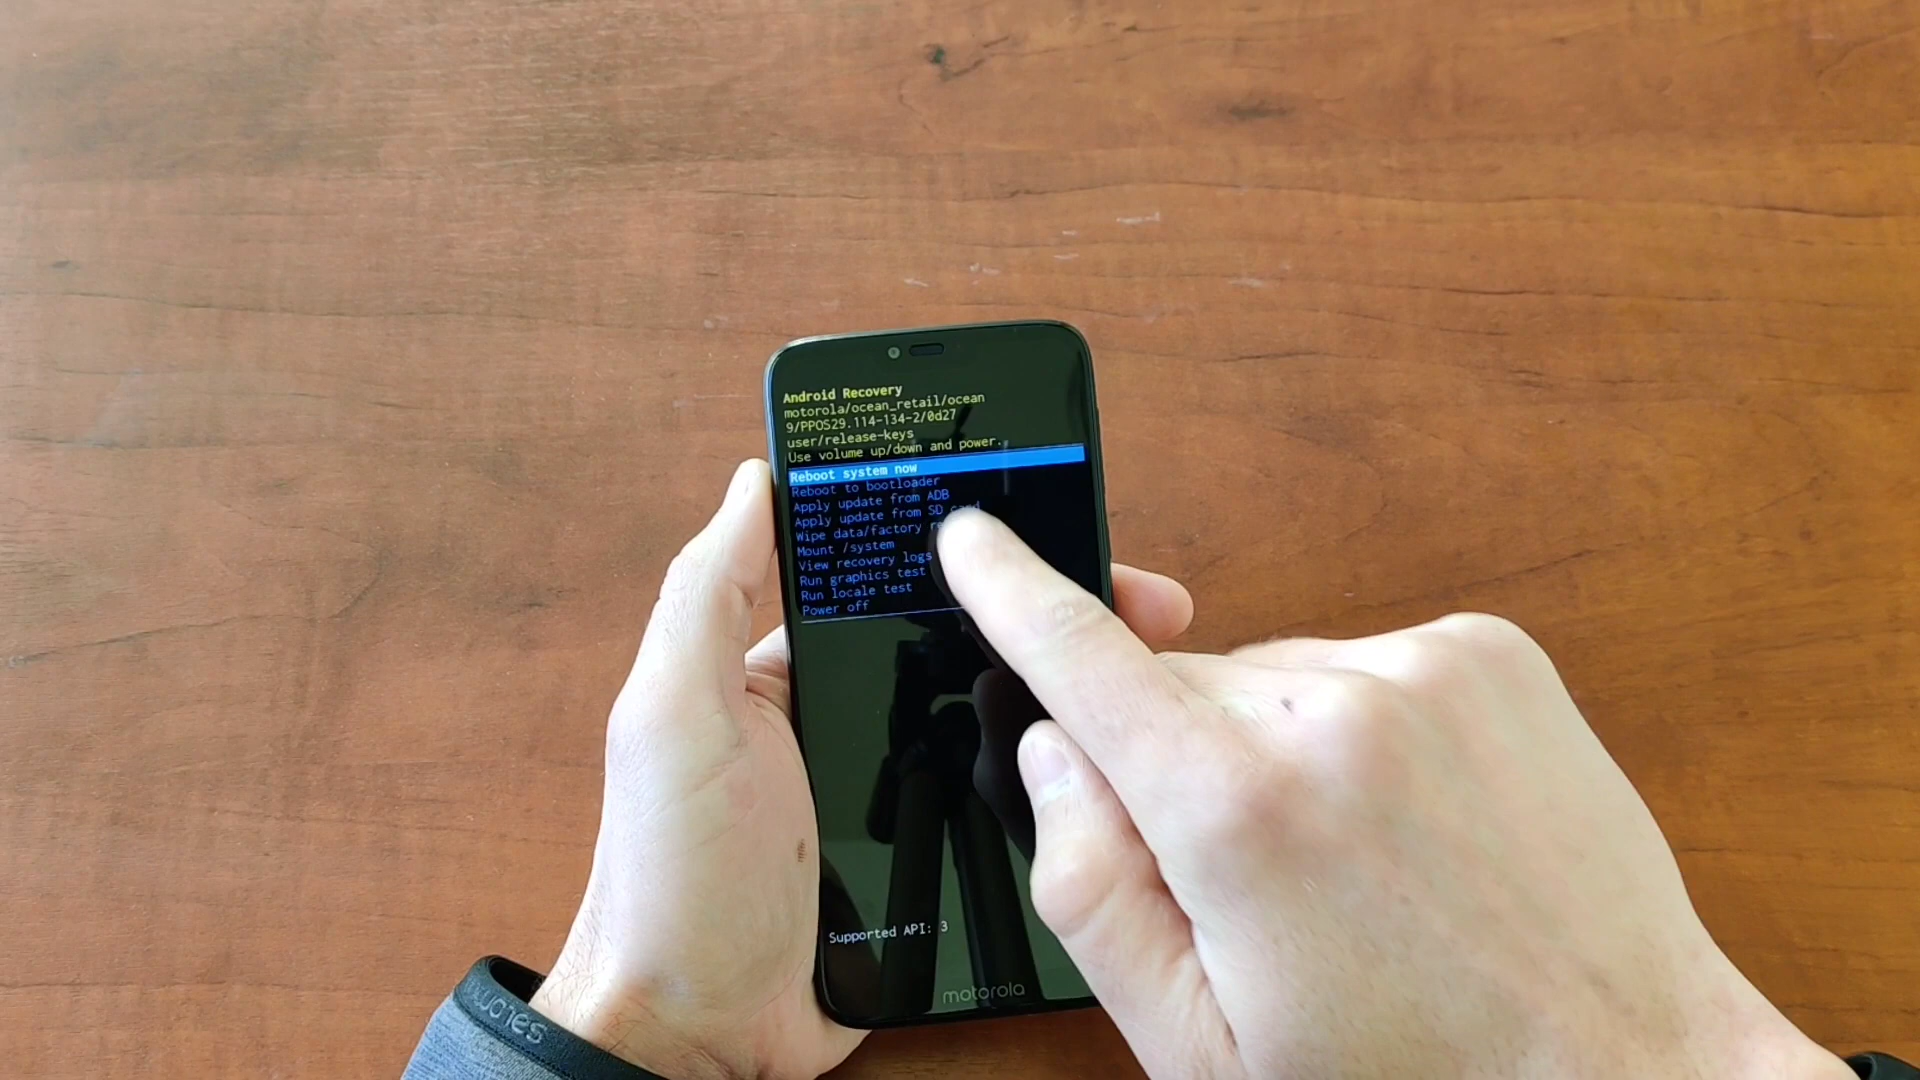 Android Recovery
motorola/ocean_retail/ocean
9/PPOS29.114-134-2/0d27
user/release-keys
Use volume up/down and power.
Reboot system now
Reboot to bootloader
Apply update from ADB
Apply update from SD card
Wipe data/factory
Mount /system
View recovery logs
Run graphics test
Run locale test
Power off
Supported API: 3
motorola
salomon